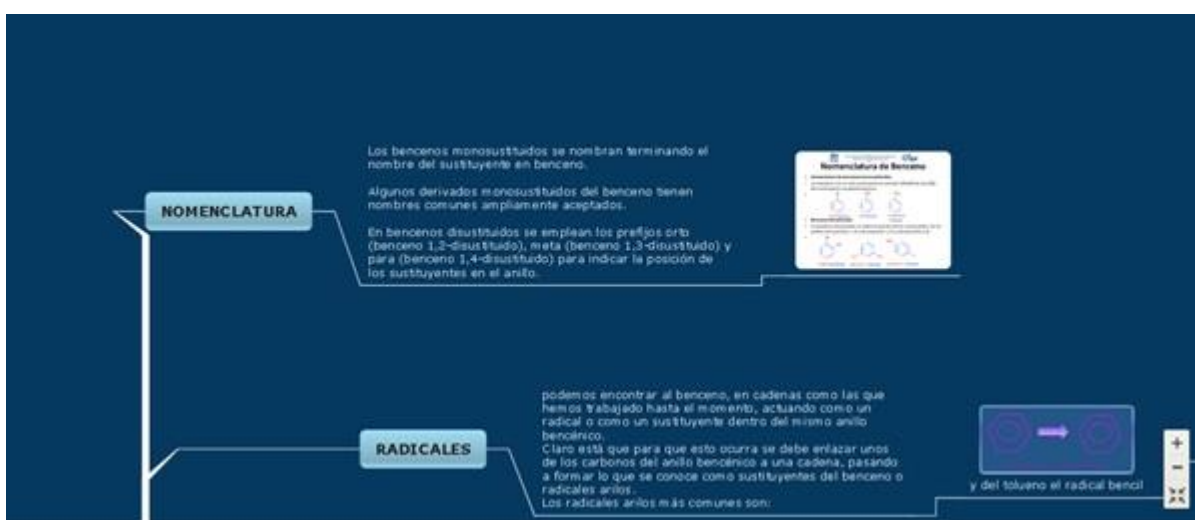 Los bencenos monosustituidos se nombran terminando el
nombre del sustituyente en benceno.
Algunos derivados monosustituidos del benceno tienen
nombres comunes ampliamente aceptados.
NOMENCLATURA
En bencenos disustituidos se emplean los prefijos orto
(benceno 1,2-disustituido), meta (benceno 1,3-disustituido) y
para (benceno 1,4-disustituido) para indicar la posición de
los sustituyentes en el anillo.
Nomenclatura de Benceno
podemos encontrar al benceno, en cadenas como las que
hemos trabajado hasta el momento, actuando como un
radical o como un sustituyente dentro del mismo anillo
bencénico.
RADICALES
Claro está que para que esto ocurra se debe enlazar unos
de los carbonos del anillo bencénico a una cadena, pasando
a formar lo que se conoce como sustituyentes del benceno o
radicales arilos.
Los radicales arilos más comunes son:
y del tolueno el radical bencil